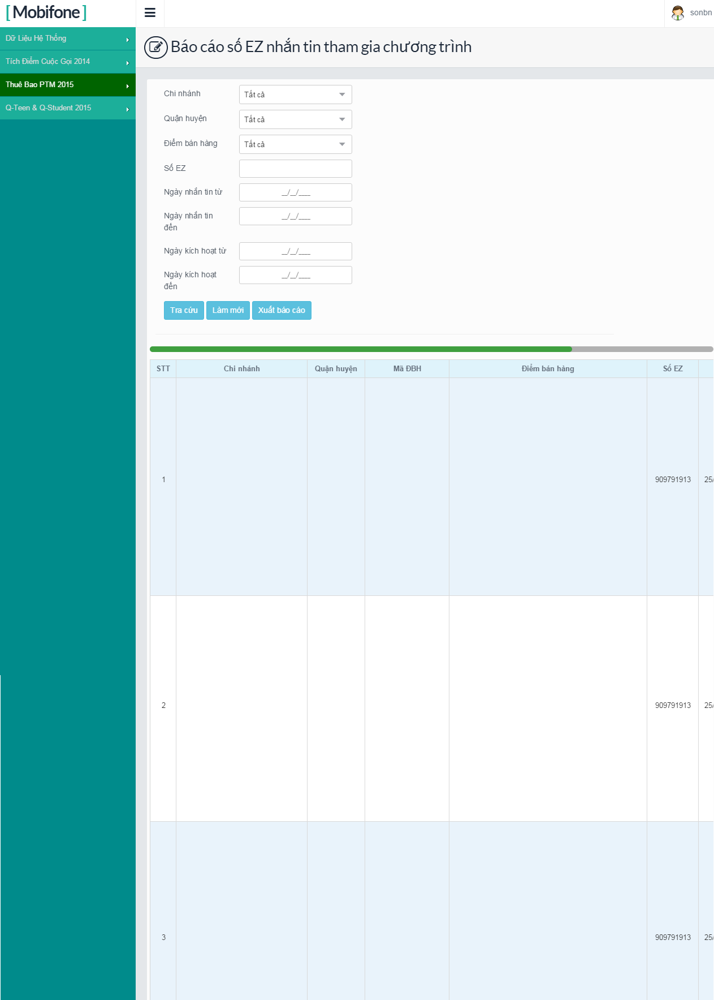 [ Mobifone ]
sonbn
Dữ Liệu Hệ Thống
Tích Điểm Cuộc Gọi 2014
Thuê Bao PTM 2015
Q-Teen & Q-Student 2015
Báo cáo số EZ nhắn tin tham gia chương trình
Chi nhánh
Tất cả
Quận huyện
Tất cả
Điểm bán hàng
Tất cả
Số EZ
Ngày nhắn tin từ
__/__/____
Ngày nhắn tin
đến
__/__/____
Ngày kích hoạt từ
__/__/____
Ngày kích hoạt
đến
__/__/____
Tra cứu Làm mới Xuất báo cáo
STT Chi nhánh Quận huyện Mã ĐBH Điểm bán hàng Số EZ
1 909791913 25/
2 909791913 25/
3 909791913 25/